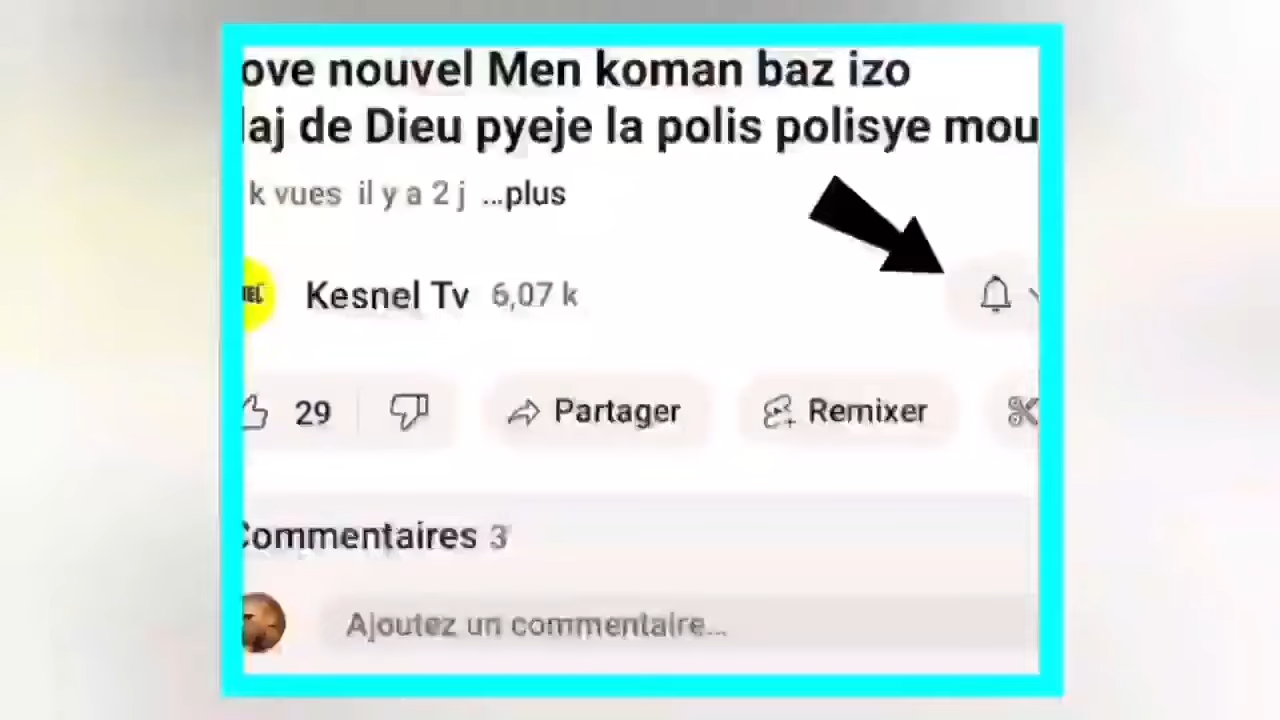 ove nouvel Men koman baz izo
laj de Dieu pyeje la polis polisye mou
k vues il y a 2 j ...plus
Kesnel Tv 6,07 k
29 Partager Remixer
Commentaires 3
Ajoutez un commentaire...